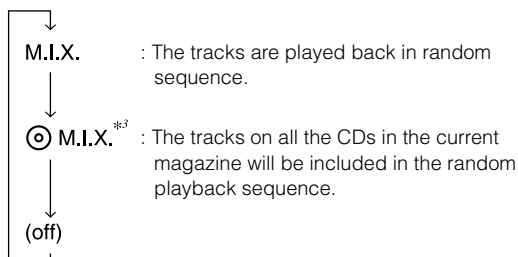 M.I.X. : The tracks are played back in random
sequence.
M.I.X.*3 : The tracks on all the CDs in the current
magazine will be included in the random
playback sequence.
(off)